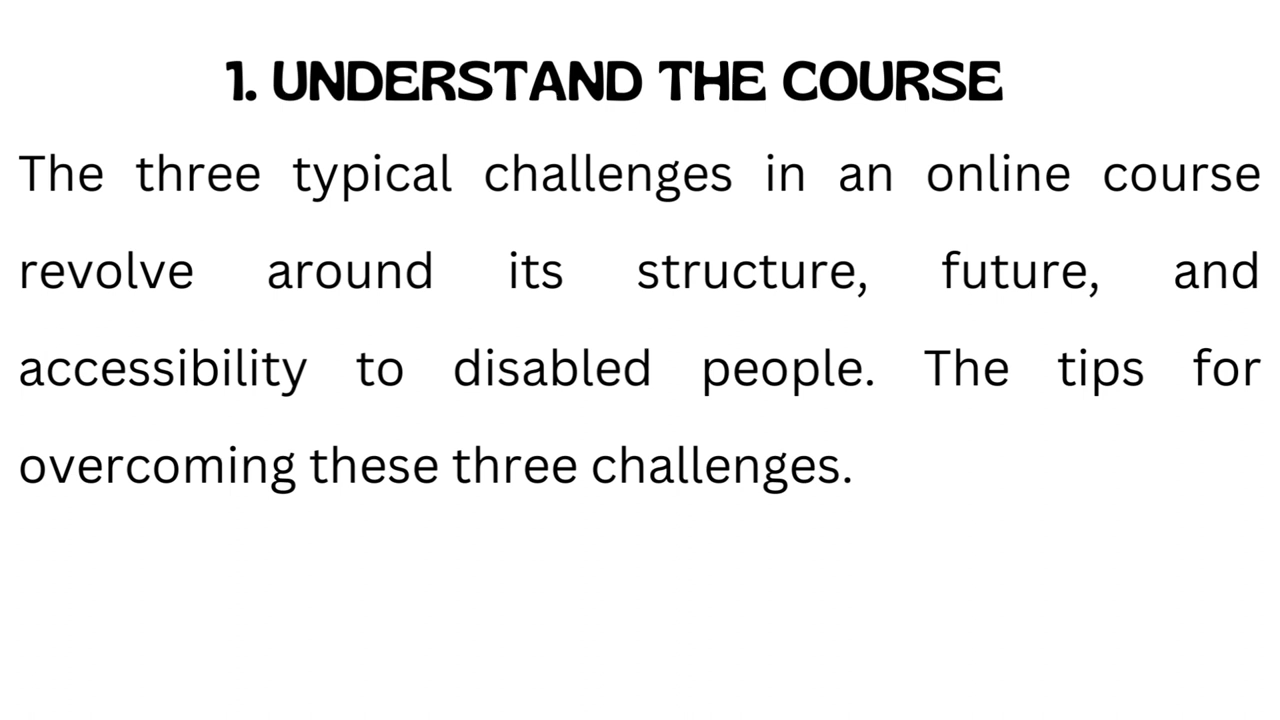 1. UNDERSTAND THE COURSE
The three typical challenges in an online course
revolve around its structure, future, and
accessibility to disabled people. The tips for
overcoming these three challenges.